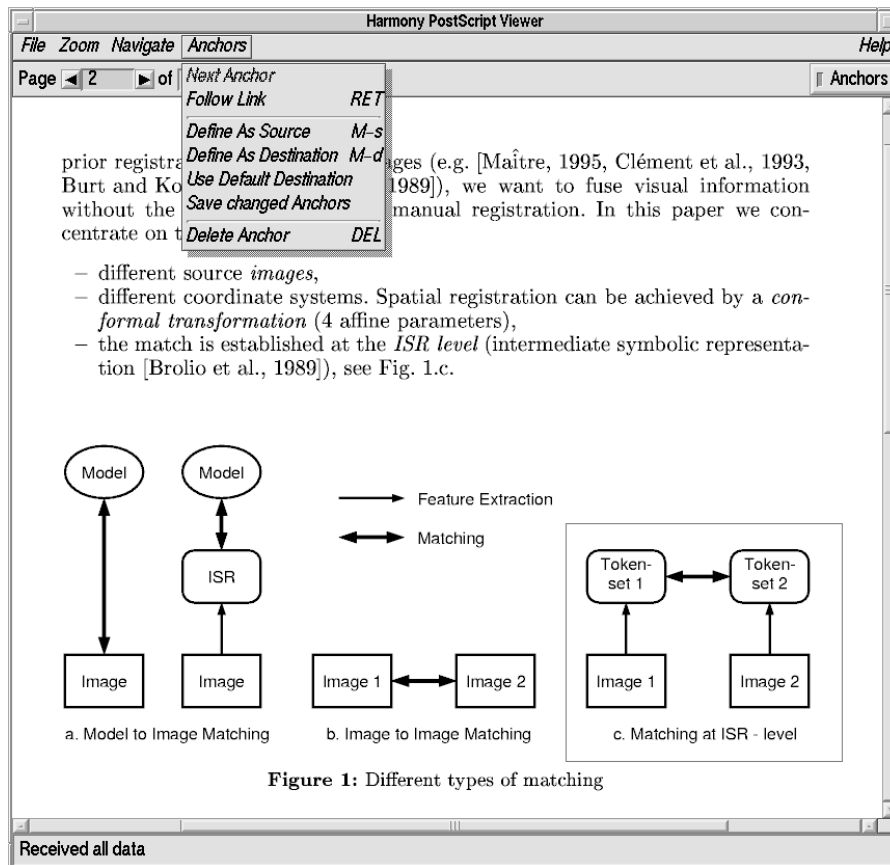 Harmony PostScript Viewer
File Zoom Navigate Anchors Help
Page 2 of Anchors
Next Anchor
Follow Link RET
Define As Source M-s
Define As Destination M-d
Use Default Destination
Save changed Anchors
Delete Anchor DEL
prior registra ges (e.g. [Maître, 1995, Clément et al., 1993,
Burt and Ko 1989]), we want to fuse visual information
without the manual registration. In this paper we con-
centrate on t
– different source images,
– different coordinate systems. Spatial registration can be achieved by a con-
formal transformation (4 affine parameters),
– the match is established at the ISR level (intermediate symbolic representa-
tion [Brolio et al., 1989]), see Fig. 1.c.
Model Model
Feature Extraction
Matching
ISR
Token-
set 1
Token-
set 2
Image Image Image 1 Image 2 Image 1 Image 2
a. Model to Image Matching b. Image to Image Matching c. Matching at ISR - level
Figure 1: Different types of matching
Received all data